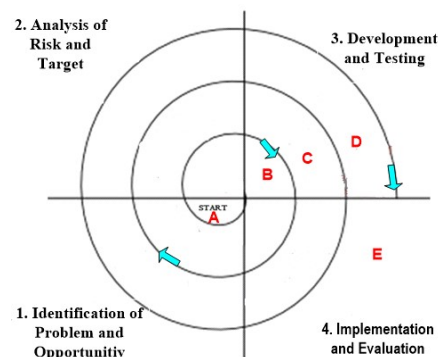 2. Analysis of
Risk and
Target
3. Development
and Testing
D
C
B
START
A
E
1. Identification of
Problem and
Opportunitiy
4. Implementation
and Evaluation